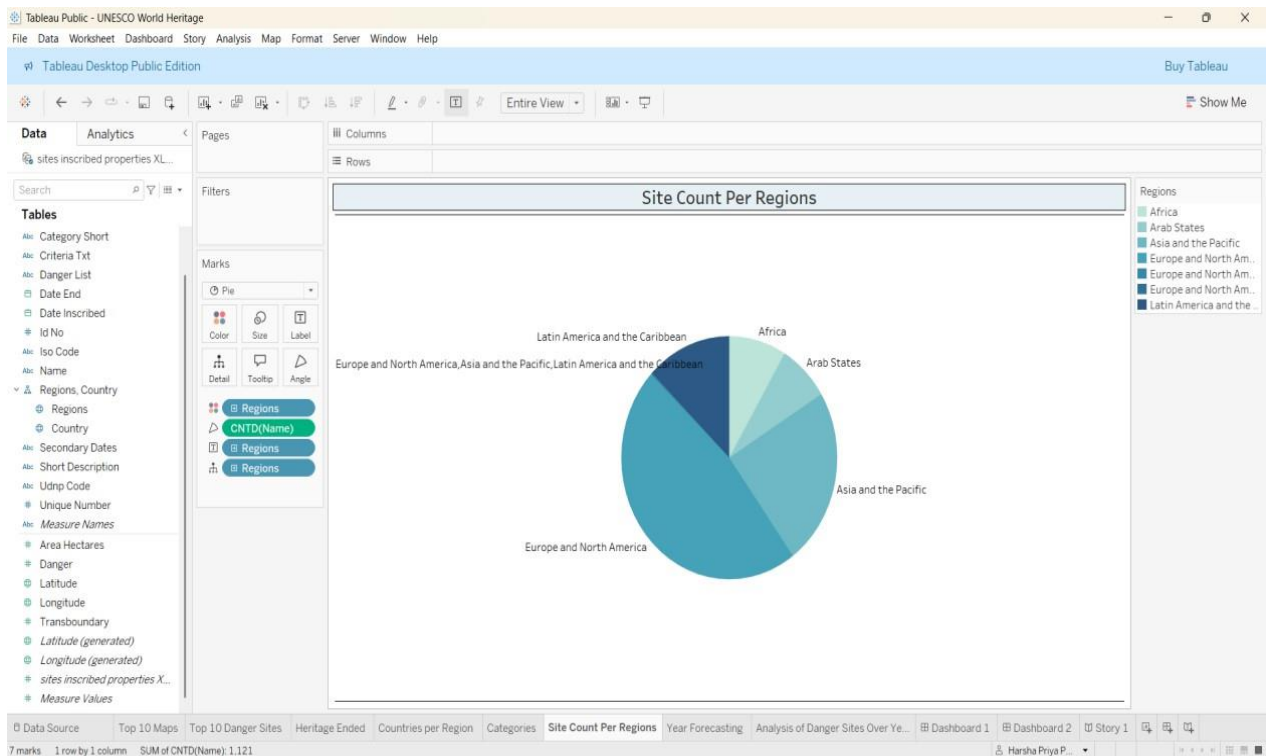 Tableau Public - UNESCO World Heritage
File Data Worksheet Dashboard Story Analysis Map Format Server Window Help
Tableau Desktop Public Edition
Buy Tableau
Entire View
Show Me
Data Analytics
sites inscribed properties XL...
Search
Tables
Abc Category Short
Abc Criteria Txt
Abc Danger List
Date End
Date Inscribed
# Id No
Abc Iso Code
Abc Name
Regions, Country
Regions
Country
Abc Secondary Dates
Abc Short Description
Abc Udnp Code
# Unique Number
Abc Measure Names
# Area Hectares
# Danger
Latitude
Longitude
# Transboundary
Latitude (generated)
Longitude (generated)
# sites inscribed properties X...
# Measure Values
Pages
Filters
Marks
Pie
Color Size Label
Detail Tooltip Angle
Regions
CNTD(Name)
Regions
Regions
Columns
Rows
Site Count Per Regions
Latin America and the Caribbean
Africa
Europe and North America,Asia and the Pacific,Latin America and the Caribbean
Arab States
Asia and the Pacific
Europe and North America
Regions
Africa
Arab States
Asia and the Pacific
Europe and North Am..
Europe and North Am..
Europe and North Am..
Latin America and the ..
Data Source Top 10 Maps Top 10 Danger Sites Heritage Ended Countries per Region Categories Site Count Per Regions Year Forecasting Analysis of Danger Sites Over Ye... Dashboard 1 Dashboard 2 Story 1
7 marks 1 row by 1 column SUM of CNTD(Name): 1,121
Harsha Priya P...